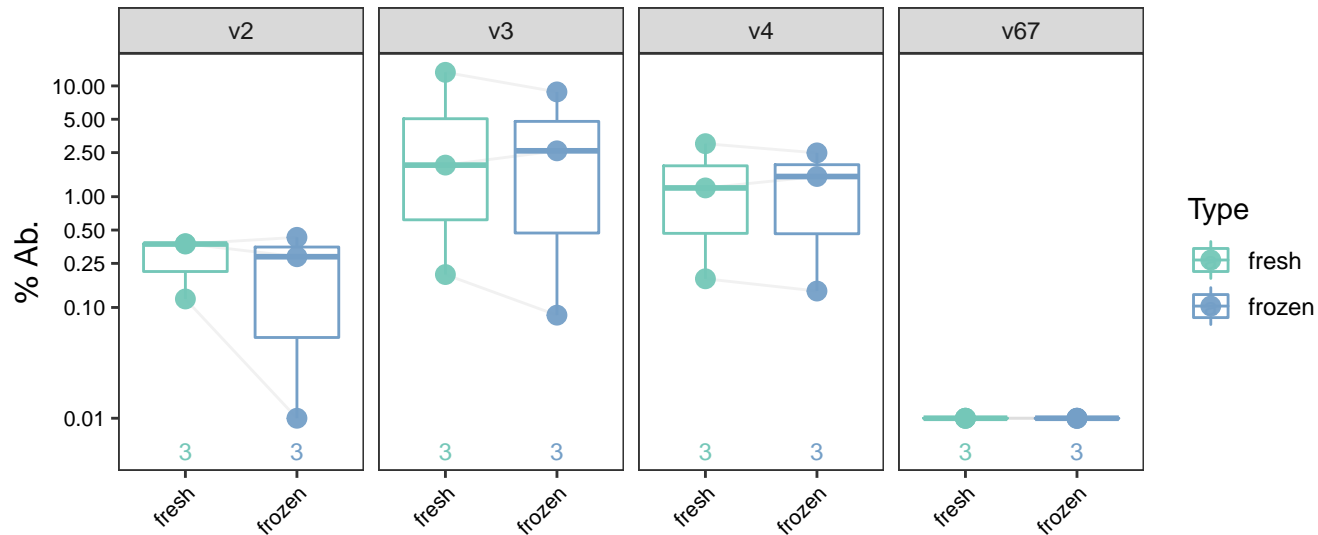 v2 v3 v4 v67
% Ab.
10.00
5.00
2.50
1.00
0.50
0.25
0.10
0.01
3 3 3 3 3 3 3 3
fresh frozen fresh frozen fresh frozen fresh frozen
Type
fresh
frozen